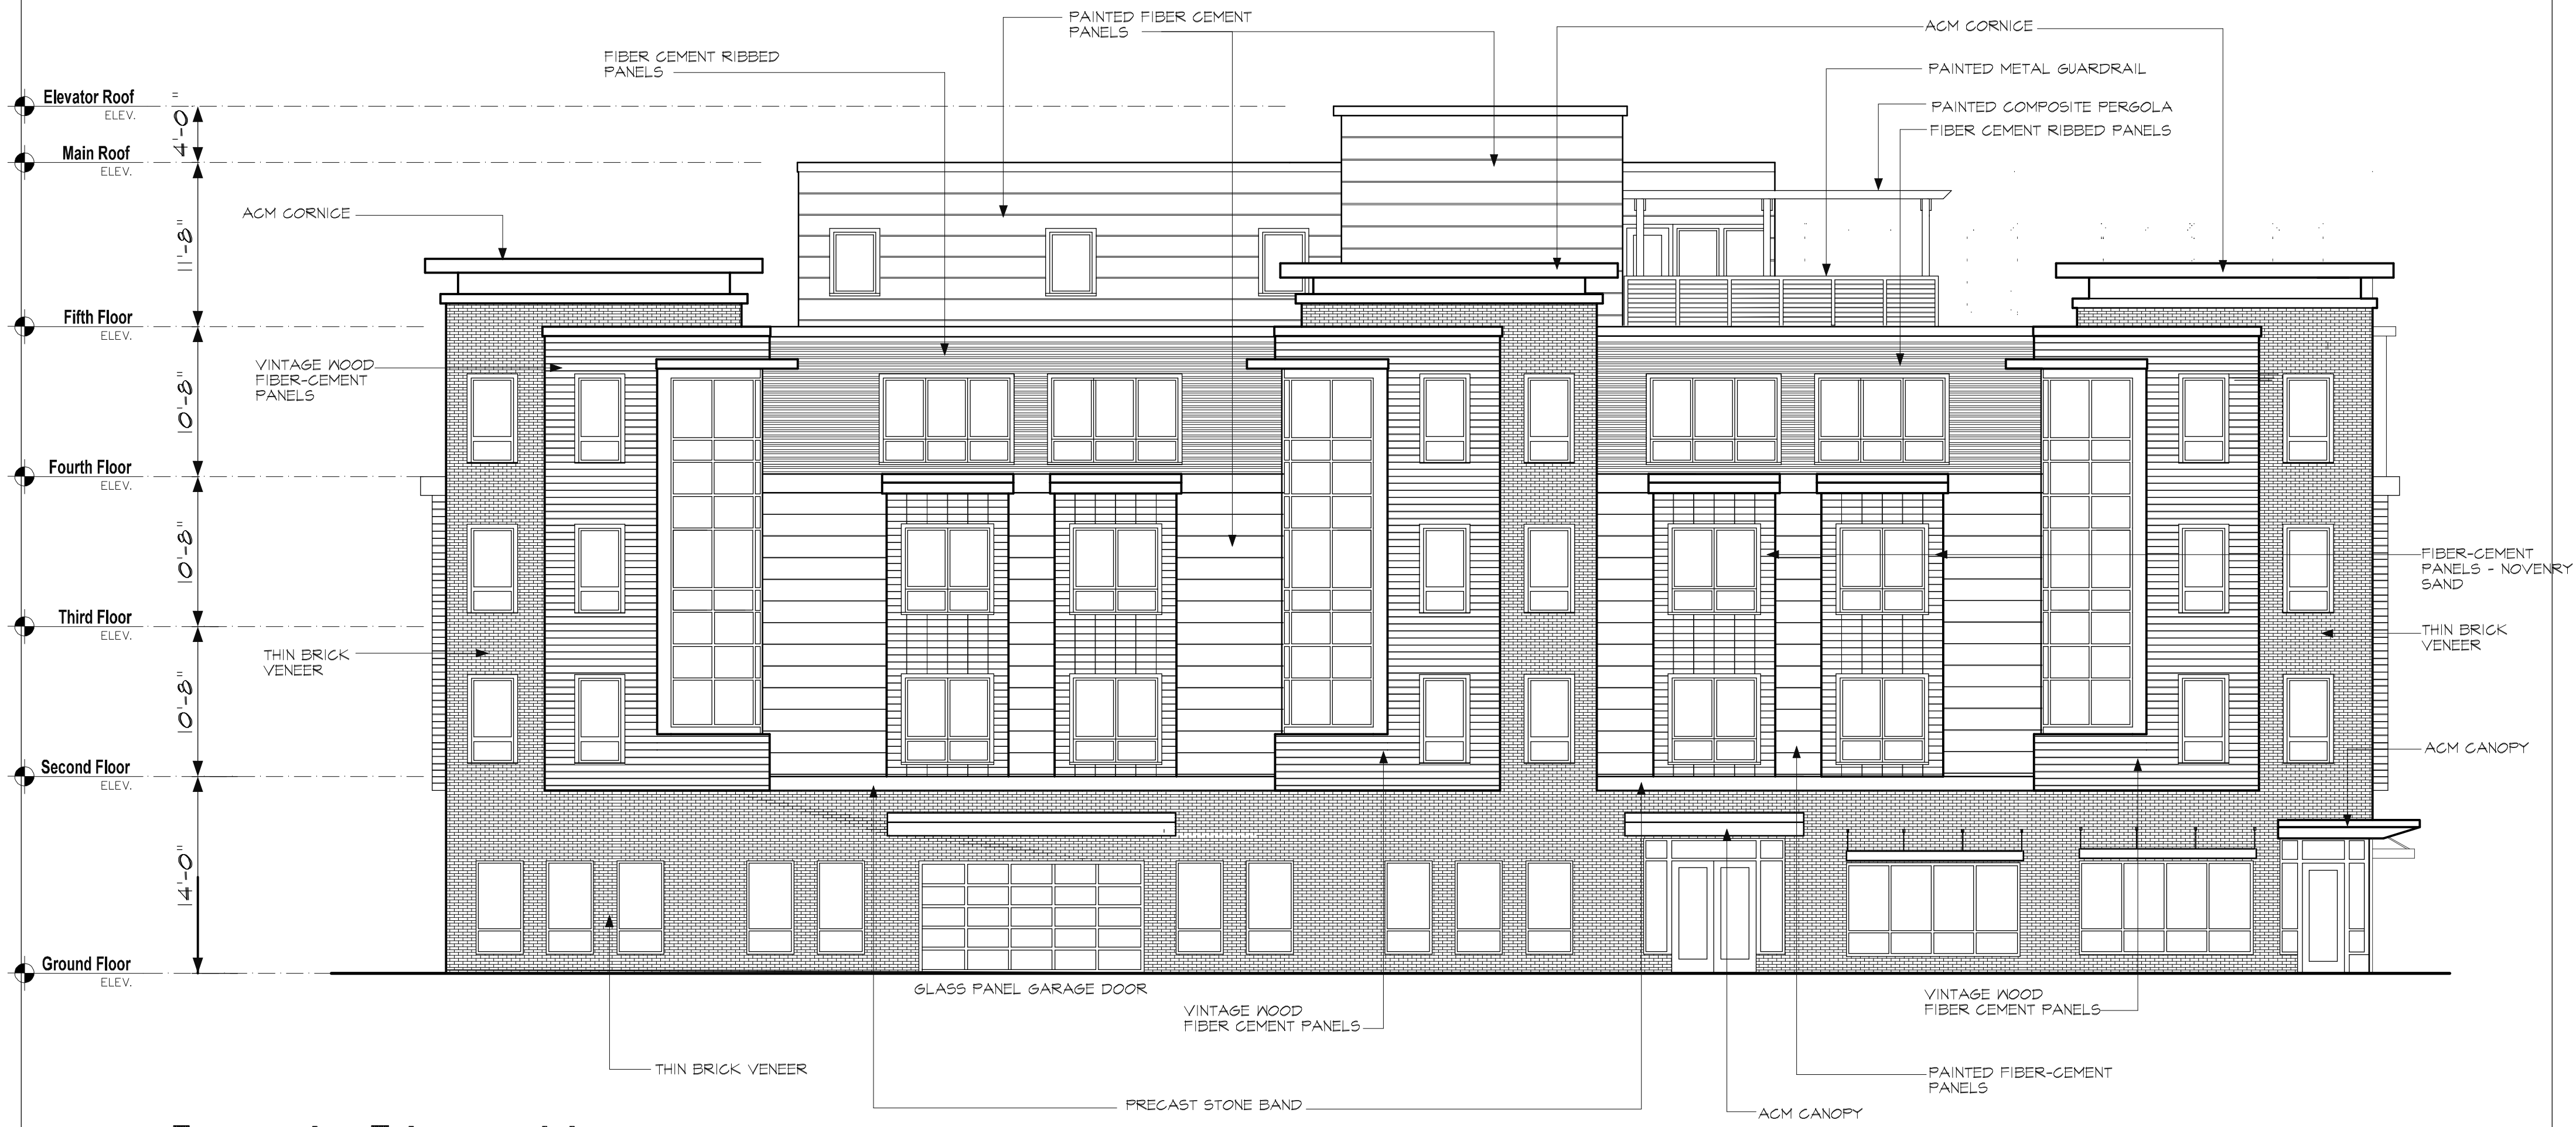 PAINTED FIBER CEMENT
PANELS
ACM CORNICE
FIBER CEMENT RIBBED
PANELS
PAINTED METAL GUARDRAIL
Elevator Roof
ELEV.
4'-0"
PAINTED COMPOSITE PERGOLA
FIBER CEMENT RIBBED PANELS
Main Roof
ELEV.
11'-8"
ACM CORNICE
Fifth Floor
ELEV.
10'-8"
VINTAGE WOOD
FIBER-CEMENT
PANELS
Fourth Floor
ELEV.
10'-8"
FIBER-CEMENT
PANELS - NOVENRY
SAND
Third Floor
ELEV.
10'-8"
THIN BRICK
VENEER
THIN BRICK
VENEER
ACM CANOPY
Second Floor
ELEV.
14'-0"
Ground Floor
ELEV.
GLASS PANEL GARAGE DOOR
VINTAGE WOOD
FIBER CEMENT PANELS
VINTAGE WOOD
FIBER CEMENT PANELS
THIN BRICK VENEER
PAINTED FIBER-CEMENT
PANELS
PRECAST STONE BAND
ACM CANOPY